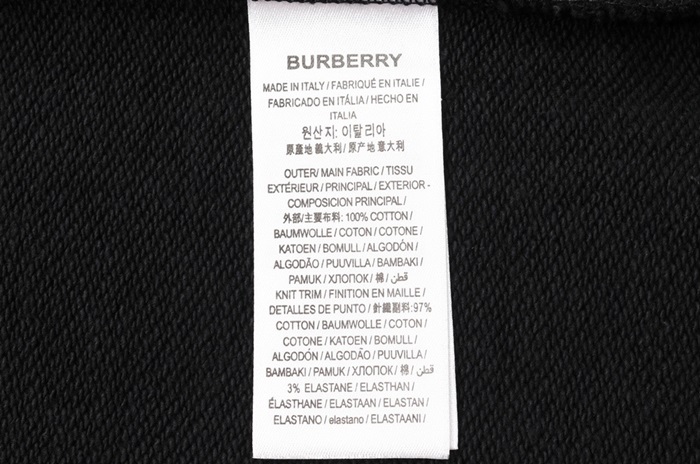 BURBERRY
MADE IN ITALY / FABRIQUÉ EN ITALIE /
FABRICADO EN ITÁLIA / HECHO EN
ITALIA
원산지: 이탈리아
原產地 義大利 / 原产地 意大利
OUTER/ MAIN FABRIC / TISSU
EXTÉRIEUR / PRINCIPAL / EXTERIOR -
COMPOSICION PRINCIPAL /
外部/主要布料: 100% COTTON /
BAUMWOLLE / COTON / COTONE /
KATOEN / BOMULL / ALGODÓN /
ALGODÃO / PUUVILLA / BAMBAKI /
PAMUK / ХЛОПОК / 棉 / قطن /
KNIT TRIM / FINITION EN MAILLE /
DETALLES DE PUNTO / 針織副料: 97%
COTTON / BAUMWOLLE / COTON /
COTONE / KATOEN / BOMULL /
ALGODÓN / ALGODÃO / PUUVILLA /
BAMBAKI / PAMUK / ХЛОПОК / 棉 / قطن
3% ELASTANE / ELASTHAN /
ÉLASTHANE / ELASTAAN / ELASTAN /
ELASTANO / elastano / ELASTAANI /